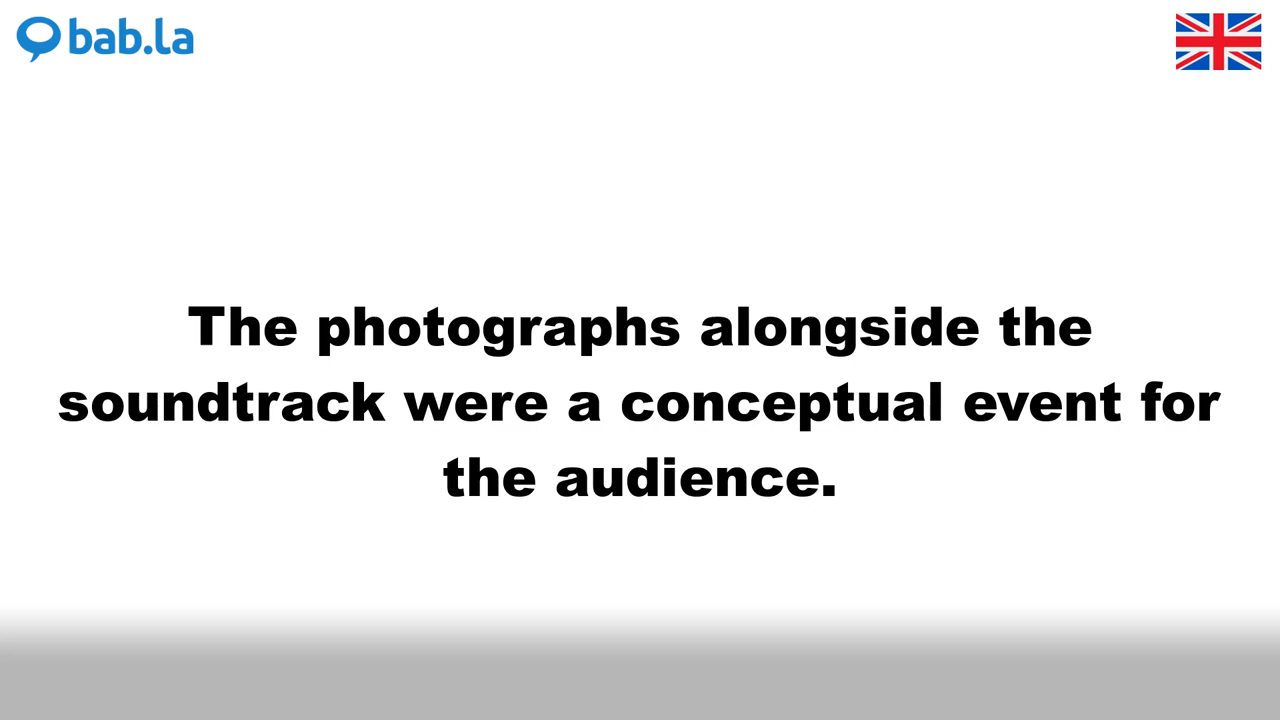 bab.la
The photographs alongside the
soundtrack were a conceptual event for
the audience.